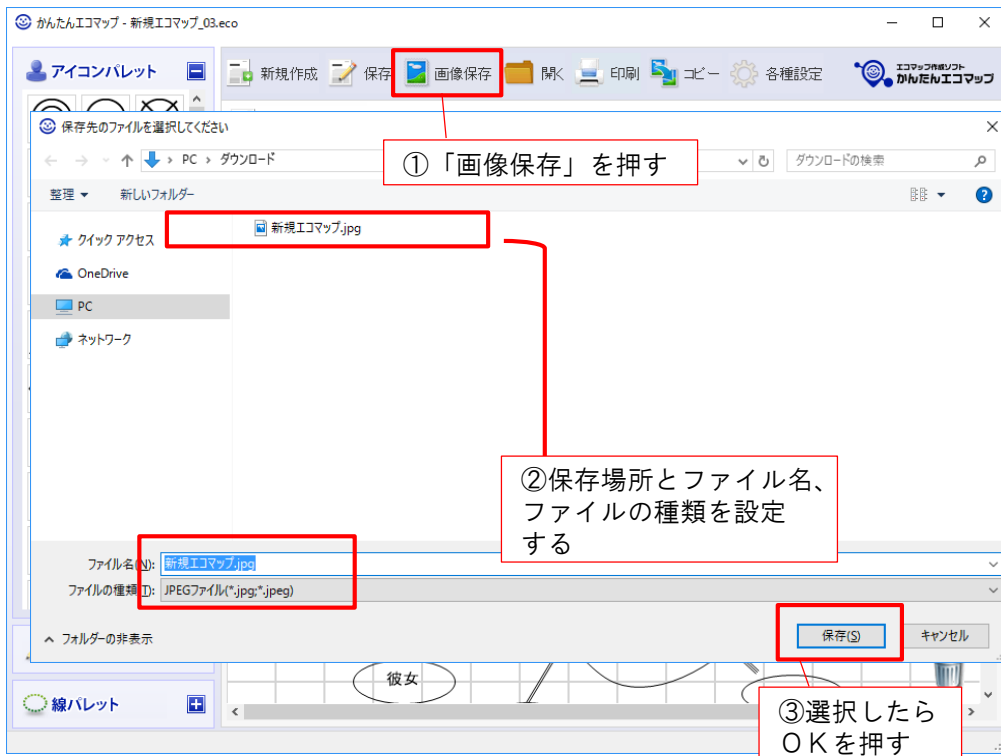 かんたんエコマップ - 新規エコマップ_03.eco
アイコンパレット
新規作成 保存 画像保存 開く 印刷 コピー 各種設定
エコマップ作成ソフト
かんたんエコマップ
保存先のファイルを選択してください
PC › ダウンロード
ダウンロードの検索
①「画像保存」を押す
整理 新しいフォルダー
クイック アクセス
新規エコマップ.jpg
OneDrive
PC
ネットワーク
②保存場所とファイル名、
ファイルの種類を設定
する
ファイル名(N): 新規エコマップ.jpg
ファイルの種類(T): JPEGファイル(*.jpg;*.jpeg)
フォルダーの非表示
保存(S) キャンセル
彼女
線パレット
③選択したら
ＯＫを押す